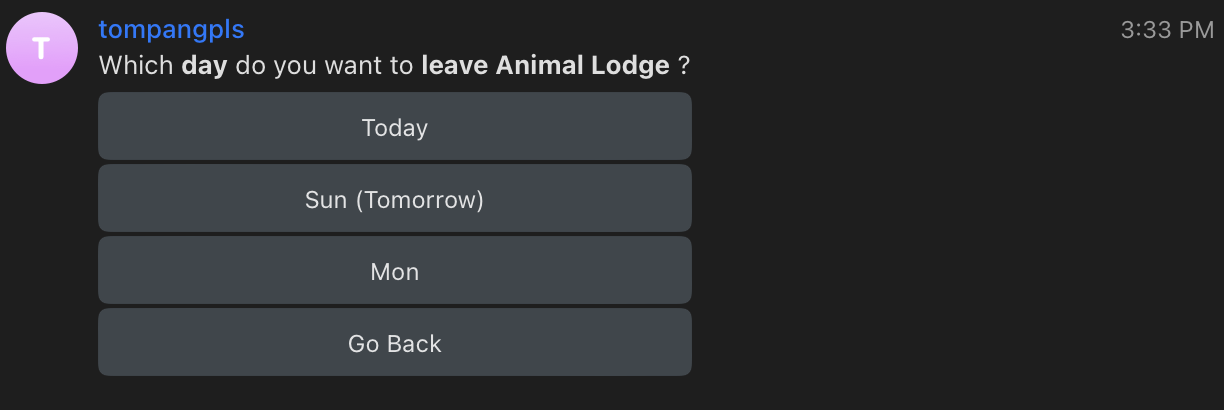 T
tompangpls
3:33 PM
Which day do you want to leave Animal Lodge ?
Today
Sun (Tomorrow)
Mon
Go Back